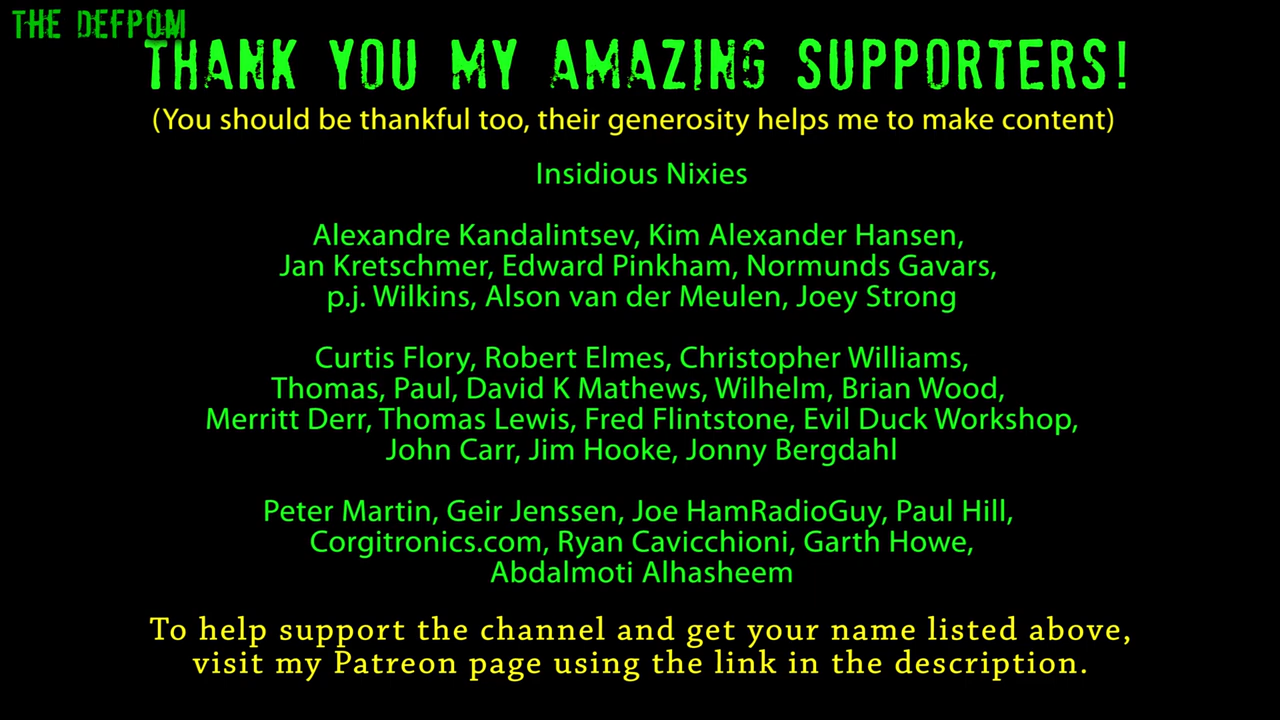 THE DEFPOM
THANK YOU MY AMAZING SUPPORTERS!
(You should be thankful too, their generosity helps me to make content)
Insidious Nixies
Alexandre Kandalintsev, Kim Alexander Hansen,
Jan Kretschmer, Edward Pinkham, Normunds Gavars,
p.j. Wilkins, Alson van der Meulen, Joey Strong
Curtis Flory, Robert Elmes, Christopher Williams,
Thomas, Paul, David K Mathews, Wilhelm, Brian Wood,
Merritt Derr, Thomas Lewis, Fred Flintstone, Evil Duck Workshop,
John Carr, Jim Hooke, Jonny Bergdahl
Peter Martin, Geir Jenssen, Joe HamRadioGuy, Paul Hill,
Corgitronics.com, Ryan Cavicchioni, Garth Howe,
Abdalmoti Alhasheem
To help support the channel and get your name listed above,
visit my Patreon page using the link in the description.